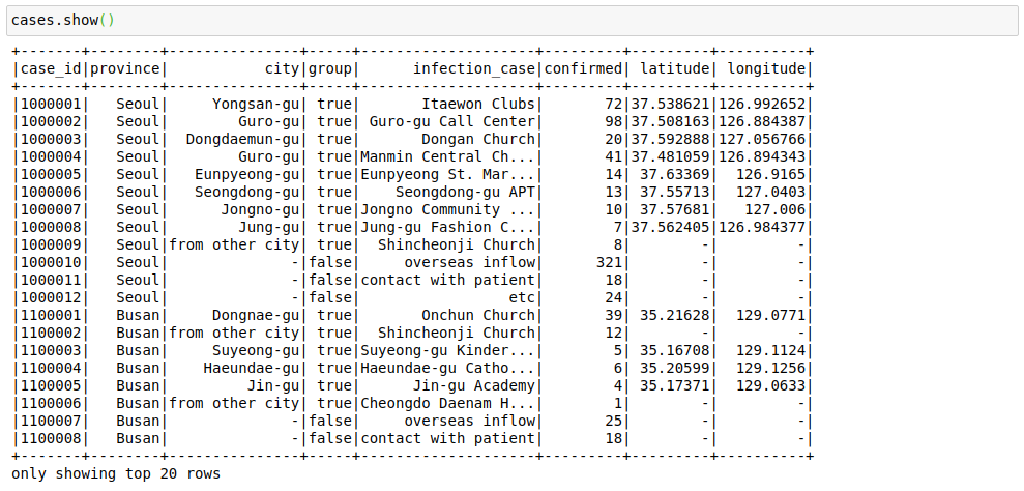 cases.show()
+-------+--------+---------------+-----+--------------------+---------+---------+----------+
|case_id|province|           city|group|      infection_case|confirmed| latitude| longitude|
+-------+--------+---------------+-----+--------------------+---------+---------+----------+
|1000001|   Seoul|     Yongsan-gu| true|       Itaewon Clubs|       72|37.538621|126.992652|
|1000002|   Seoul|        Guro-gu| true| Guro-gu Call Center|       98|37.508163|126.884387|
|1000003|   Seoul|  Dongdaemun-gu| true|       Dongan Church|       20|37.592888|127.056766|
|1000004|   Seoul|        Guro-gu| true|Manmin Central Ch...|       41|37.481059|126.894343|
|1000005|   Seoul|   Eunpyeong-gu| true|Eunpyeong St. Mar...|       14| 37.63369|  126.9165|
|1000006|   Seoul|   Seongdong-gu| true|    Seongdong-gu APT|       13| 37.55713|  127.0403|
|1000007|   Seoul|      Jongno-gu| true|Jongno Community ...|       10| 37.57681|   127.006|
|1000008|   Seoul|        Jung-gu| true|Jung-gu Fashion C...|        7|37.562405|126.984377|
|1000009|   Seoul|from other city| true|  Shincheonji Church|        8|        -|         -|
|1000010|   Seoul|              -|false|     overseas inflow|      321|        -|         -|
|1000011|   Seoul|              -|false|contact with patient|       18|        -|         -|
|1000012|   Seoul|              -|false|                 etc|       24|        -|         -|
|1100001|   Busan|     Dongnae-gu| true|       Onchun Church|       39| 35.21628|  129.0771|
|1100002|   Busan|from other city| true|  Shincheonji Church|       12|        -|         -|
|1100003|   Busan|     Suyeong-gu| true|Suyeong-gu Kinder...|        5| 35.16708|  129.1124|
|1100004|   Busan|    Haeundae-gu| true|Haeundae-gu Catho...|        6| 35.20599|  129.1256|
|1100005|   Busan|         Jin-gu| true|      Jin-gu Academy|        4| 35.17371|  129.0633|
|1100006|   Busan|from other city| true|Cheongdo Daenam H...|        1|        -|         -|
|1100007|   Busan|              -|false|     overseas inflow|       25|        -|         -|
|1100008|   Busan|              -|false|contact with patient|       18|        -|         -|
+-------+--------+---------------+-----+--------------------+---------+---------+----------+
only showing top 20 rows